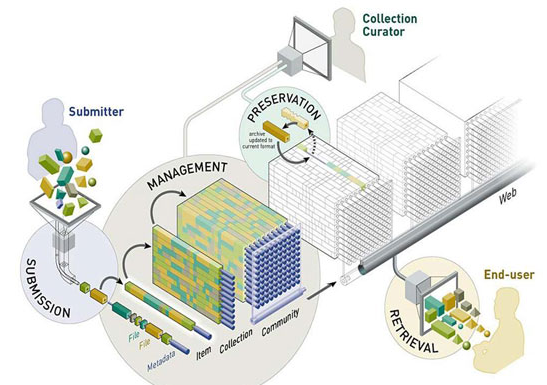 Collection
Curator
Submitter
PRESERVATION
archive
updated to
current format
MANAGEMENT
Web
SUBMISSION
File
File
Metadata
Item
Collection
Community
End-user
RETRIEVAL